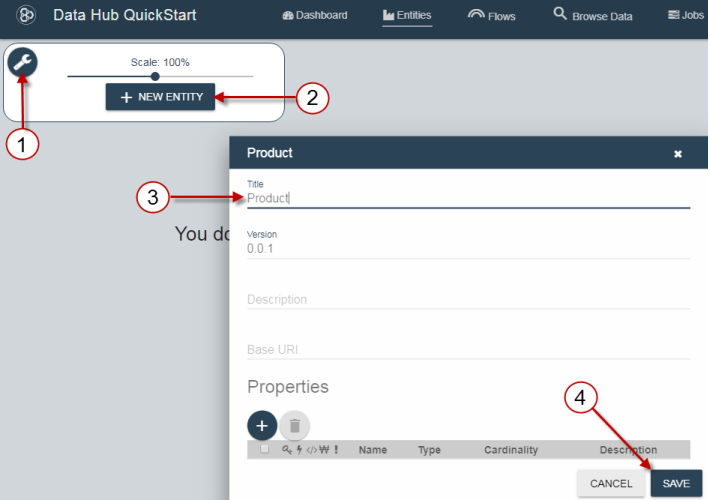 Data Hub QuickStart Dashboard Entities Flows Browse Data Jobs
Scale: 100%
+ NEW ENTITY
2
1
Product
3
Title
Product
You do
Version
0.0.1
Description
Base URI
Properties
4
Name Type Cardinality Description
CANCEL SAVE